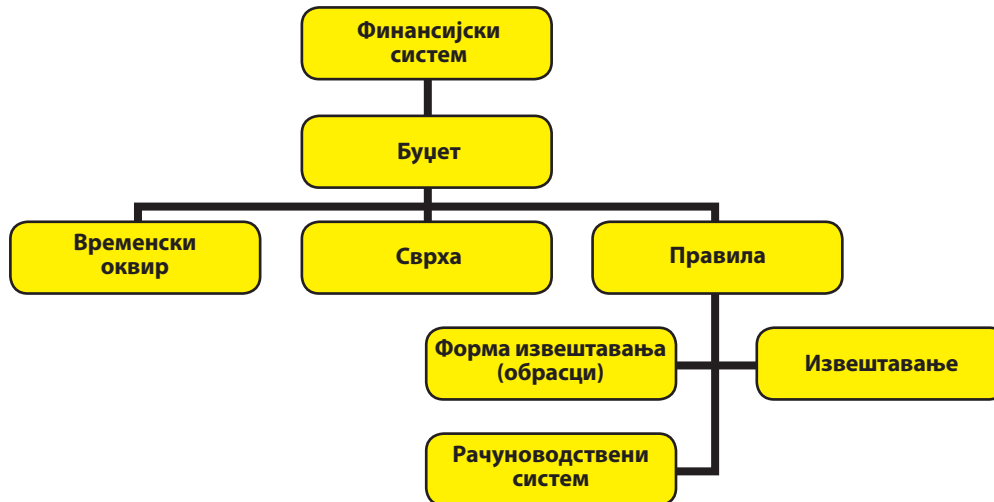 Финансијски
систем
Буџет
Временски
оквир
Сврха
Правила
Форма извештавања
(обрасци)
Извештавање
Рачуноводствени
систем